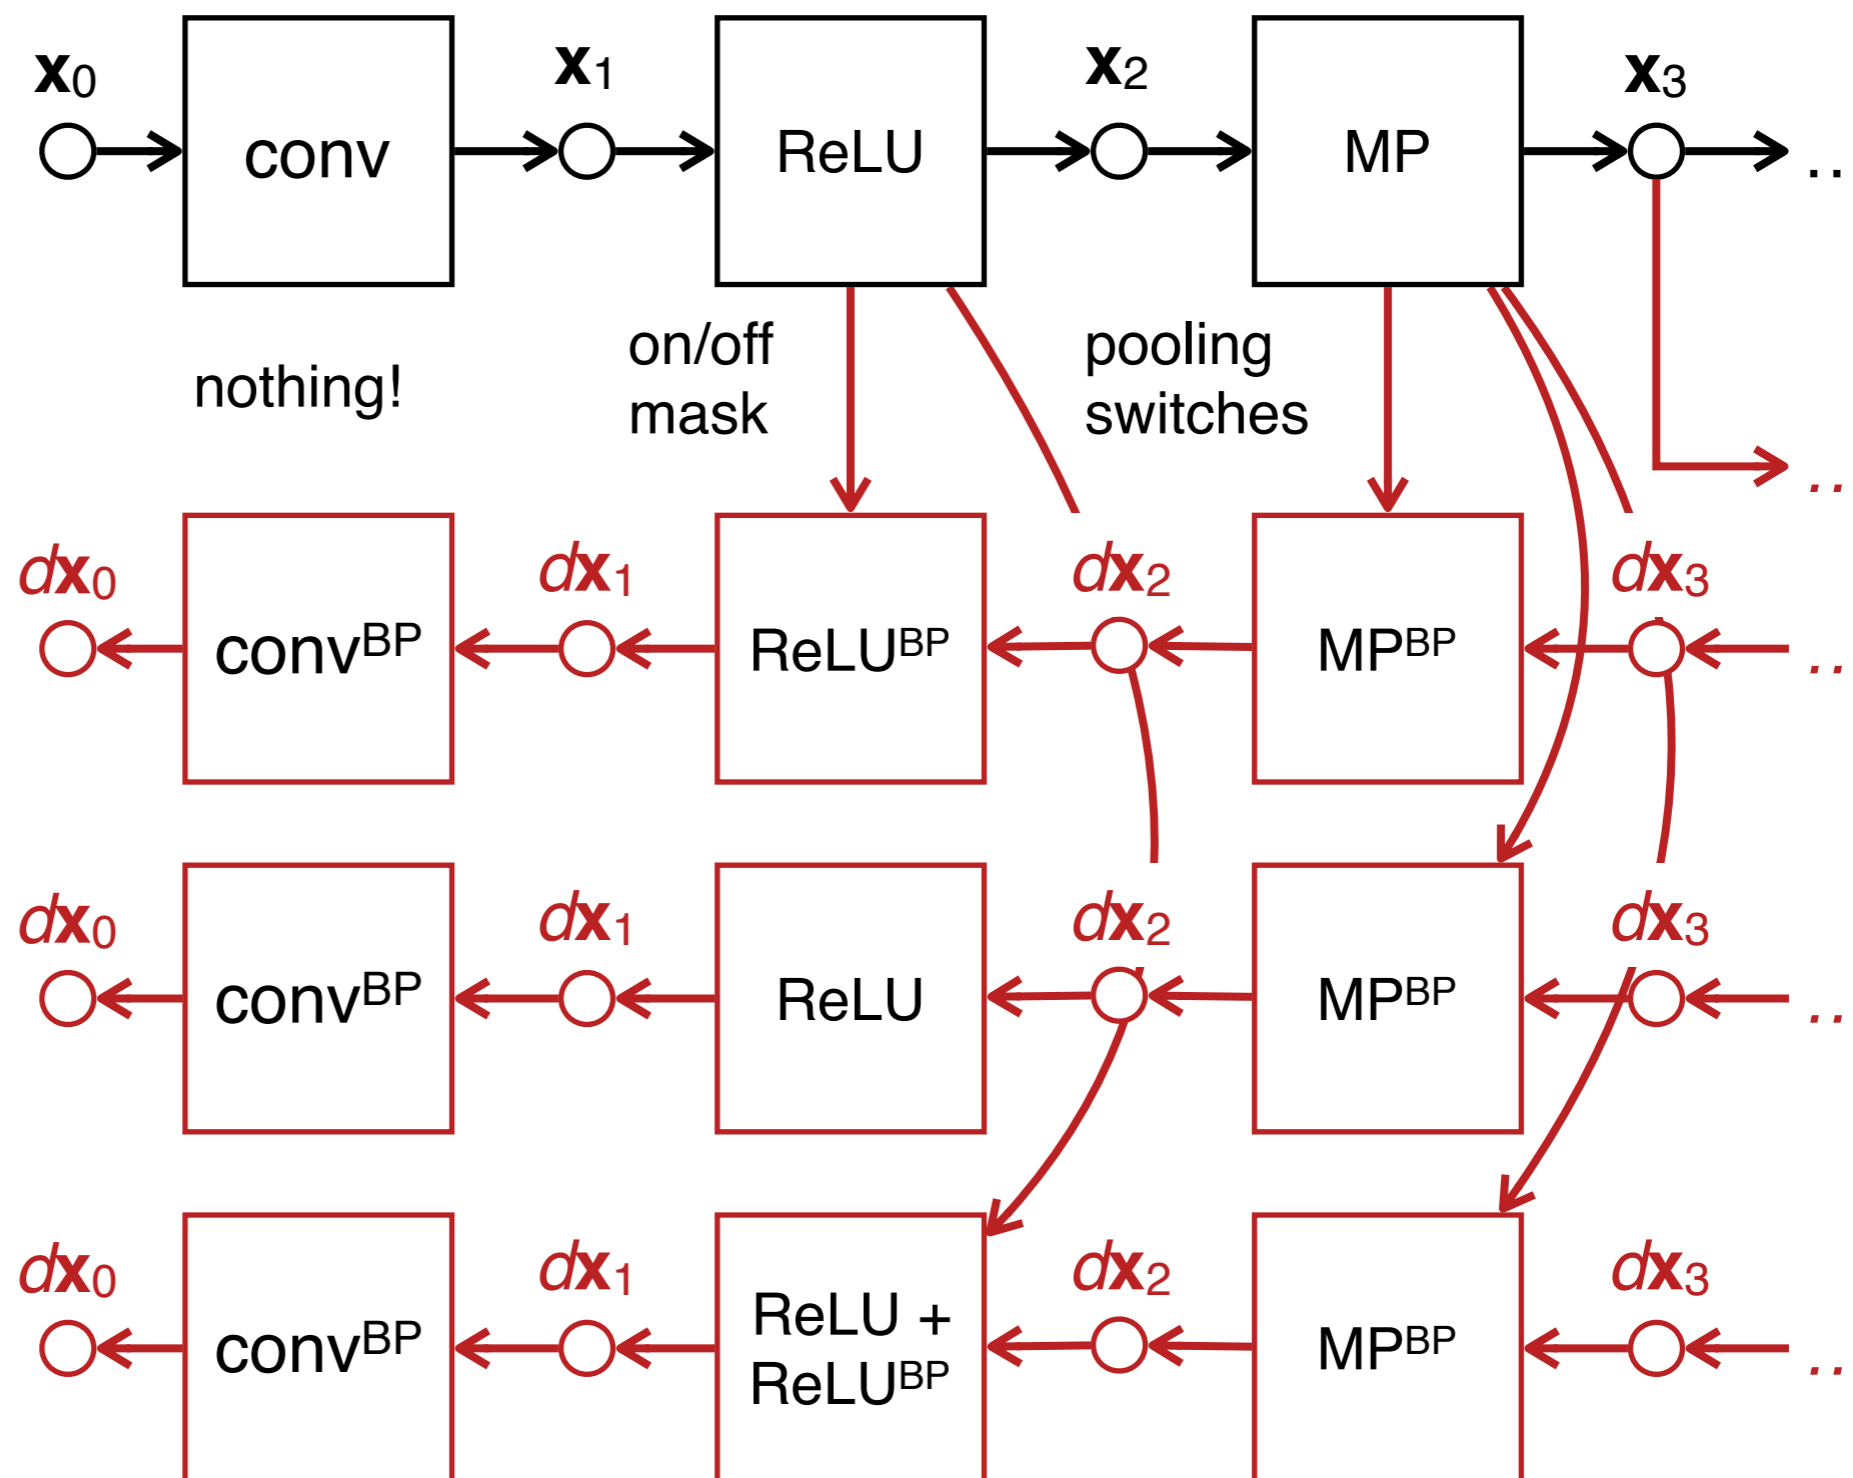 x0 x1 x2 x3
conv ReLU MP ..
nothing!
on/off
mask
pooling
switches
..
dx0 dx1 dx2 dx3
convBP ReLUBP MPBP ..
dx0 dx1 dx2 dx3
convBP ReLU MPBP ..
dx0 dx1 dx2 dx3
convBP ReLU +
ReLUBP MPBP ..